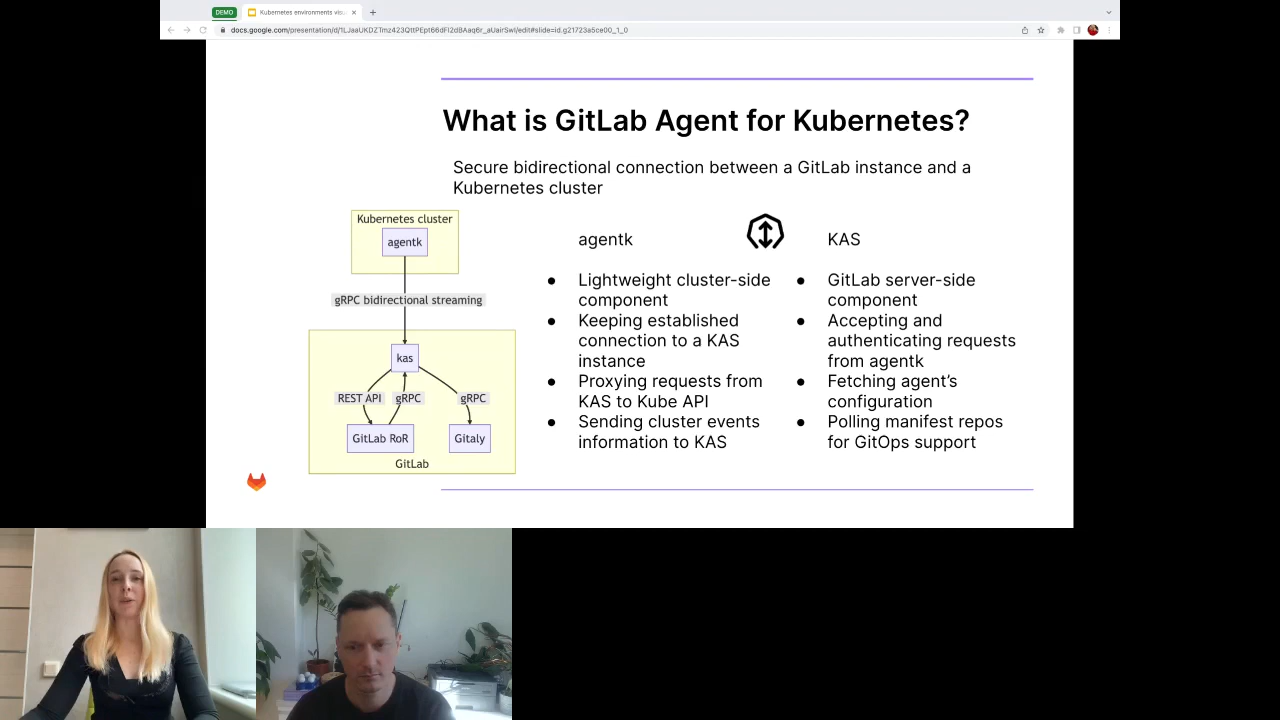 DEMO
Kubernetes environments visu
docs.google.com/presentation/d/1LJaaUKDZTmz423QttPEpt66dFl2dBAaq6r_aUairSwI/edit#slide=id.g21723a5ce00_1_0
What is GitLab Agent for Kubernetes?
Secure bidirectional connection between a GitLab instance and a
Kubernetes cluster
Kubernetes cluster
agentk
gRPC bidirectional streaming
kas
REST API
gRPC
gRPC
GitLab RoR
Gitaly
GitLab
agentk
● Lightweight cluster-side
component
● Keeping established
connection to a KAS
instance
● Proxying requests from
KAS to Kube API
● Sending cluster events
information to KAS
KAS
● GitLab server-side
component
● Accepting and
authenticating requests
from agentk
● Fetching agent’s
configuration
● Polling manifest repos
for GitOps support